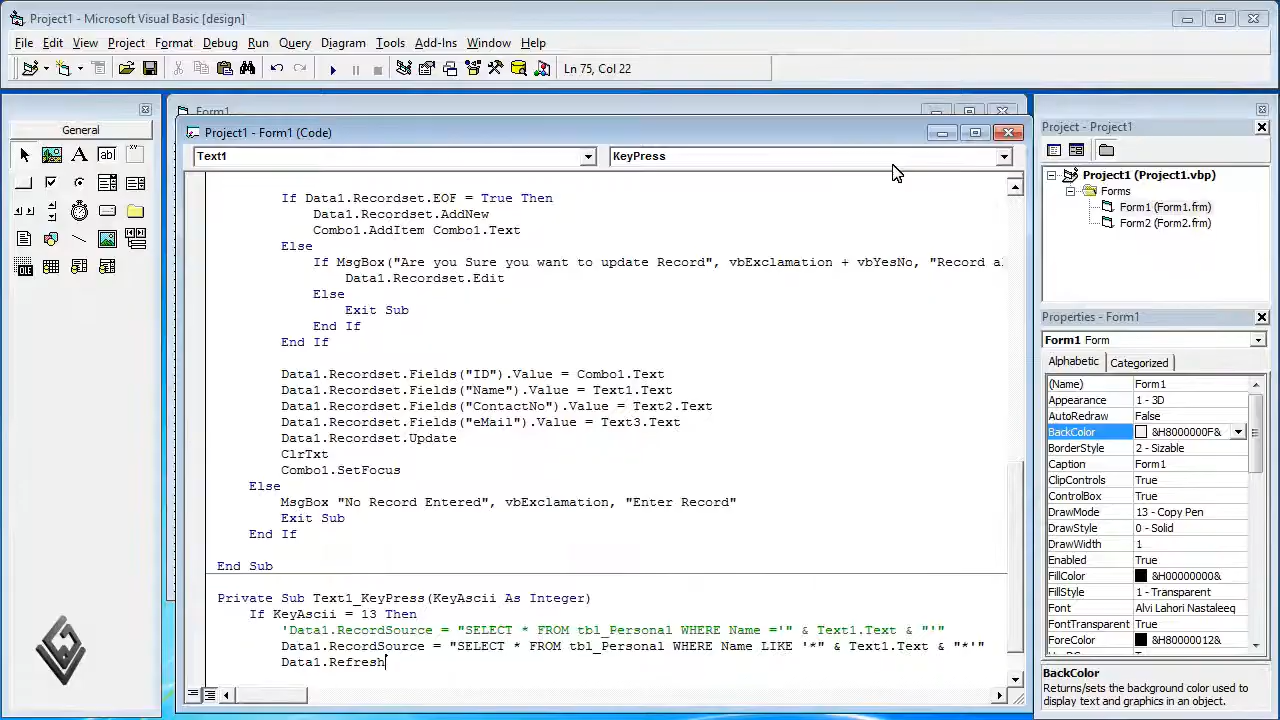 Project1 - Microsoft Visual Basic [design]
File Edit View Project Format Debug Run Query Diagram Tools Add-Ins Window Help
Ln 75, Col 22
Form1
General
Project1 - Form1 (Code)
Text1 KeyPress
If Data1.Recordset.EOF = True Then
Data1.Recordset.AddNew
Combo1.AddItem Combo1.Text
Else
If MsgBox("Are you Sure you want to update Record", vbExclamation + vbYesNo, "Record a
Data1.Recordset.Edit
Else
Exit Sub
End If
End If
Data1.Recordset.Fields("ID").Value = Combo1.Text
Data1.Recordset.Fields("Name").Value = Text1.Text
Data1.Recordset.Fields("ContactNo").Value = Text2.Text
Data1.Recordset.Fields("eMail").Value = Text3.Text
Data1.Recordset.Update
ClrTxt
Combo1.SetFocus
Else
MsgBox "No Record Entered", vbExclamation, "Enter Record"
Exit Sub
End If
End Sub
Private Sub Text1_KeyPress(KeyAscii As Integer)
If KeyAscii = 13 Then
'Data1.RecordSource = "SELECT * FROM tbl_Personal WHERE Name ='" & Text1.Text & "'"
Data1.RecordSource = "SELECT * FROM tbl_Personal WHERE Name LIKE '*" & Text1.Text & "*'"
Data1.Refresh
Project - Project1
Project1 (Project1.vbp)
Forms
Form1 (Form1.frm)
Form2 (Form2.frm)
Properties - Form1
Form1 Form
Alphabetic Categorized
(Name) Form1
Appearance 1 - 3D
AutoRedraw False
BackColor &H8000000F&
BorderStyle 2 - Sizable
Caption Form1
ClipControls True
ControlBox True
DrawMode 13 - Copy Pen
DrawStyle 0 - Solid
DrawWidth 1
Enabled True
FillColor &H00000000&
FillStyle 1 - Transparent
Font Alvi Lahori Nastaleeq
FontTransparent True
ForeColor &H80000012&
BackColor
Returns/sets the background color used to
display text and graphics in an object.